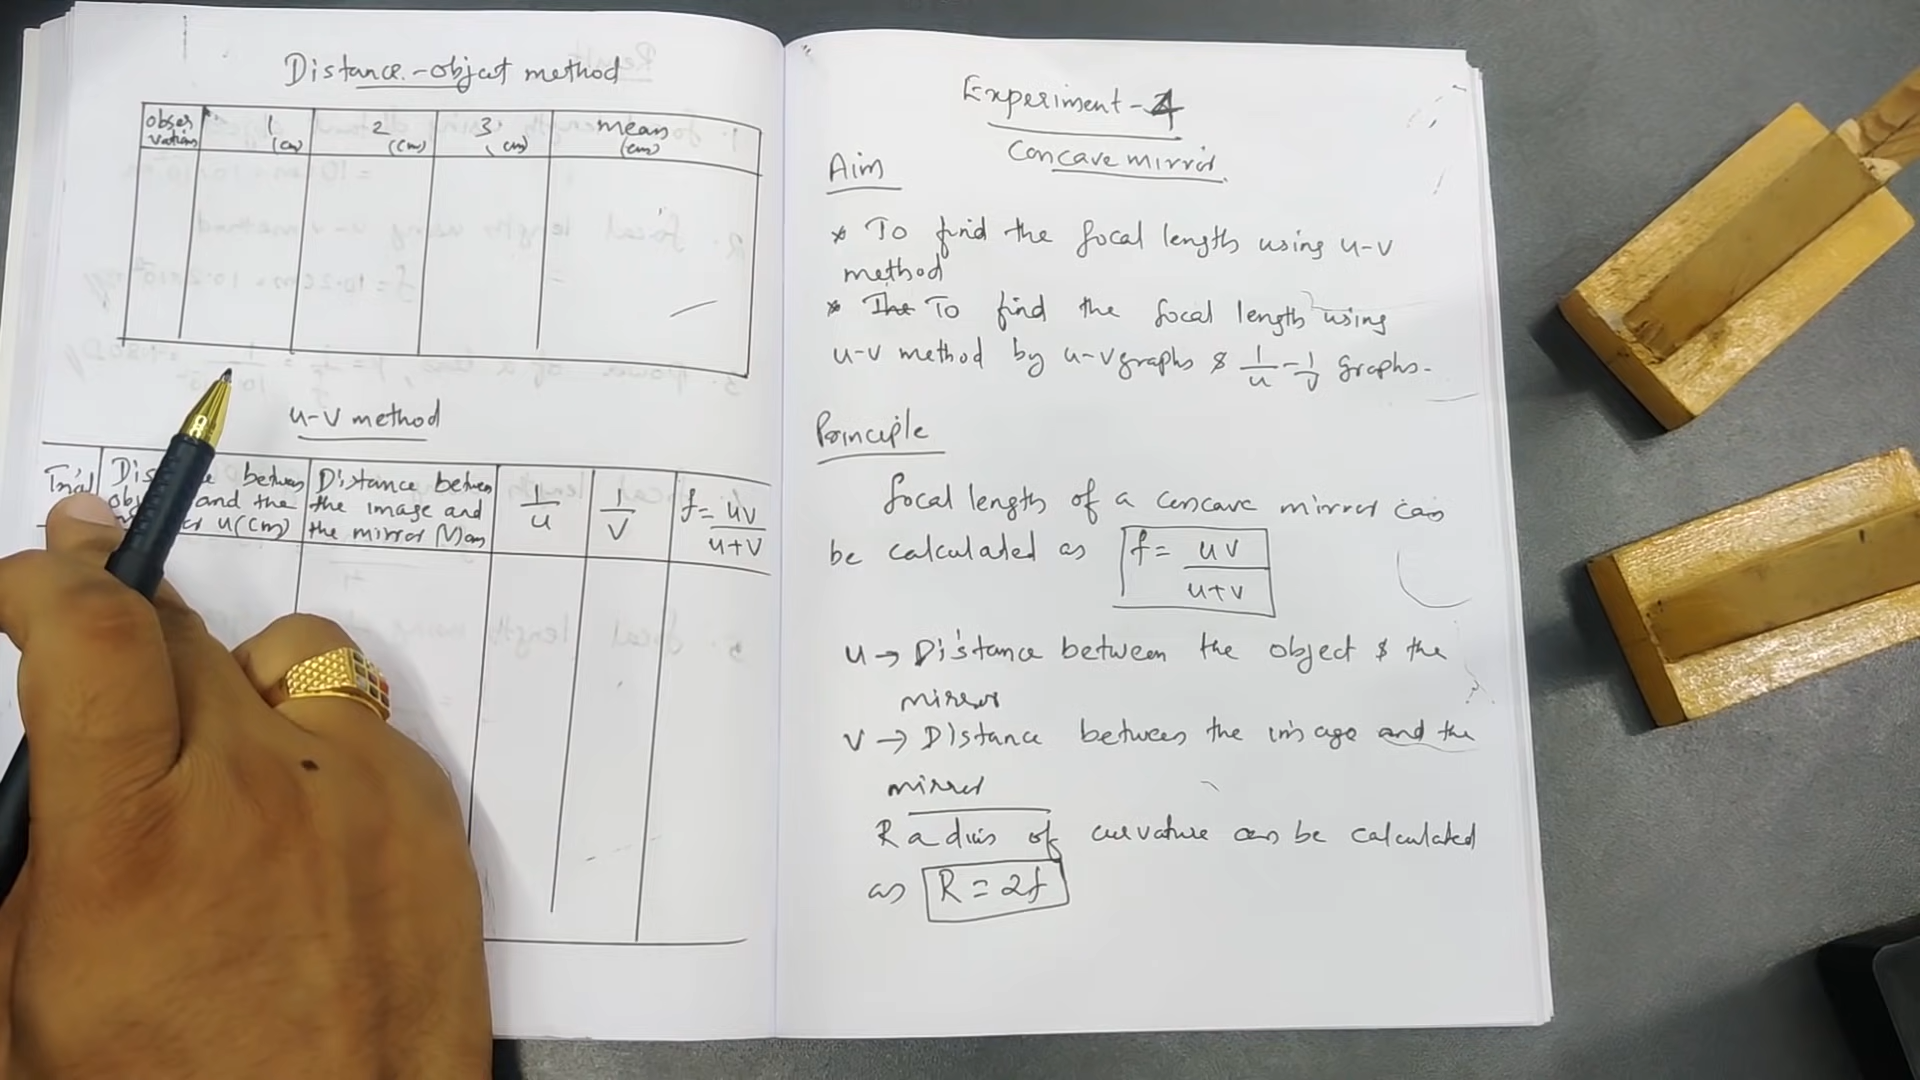 Distance-object method
obser
vations
1
(cm)
2
(cm)
3
(cm)
mean
(cm)
u-v method
Trial
Distance between
and the
u(cm)
Distance between
the image and
the mirror (V)cm
1/u
1/V
f = uv/u+v
Experiment-4
Concave mirror
Aim
* To find the focal length using u-v
method
* To find the focal length using
u-v method by u-v graphs & 1/u - 1/v graphs.
Principle
focal length of a concave mirror can
be calculated as f = uv/u+v
u → Distance between the object & the
mirror
v → Distance between the image and the
mirror
Radius of curvature can be calculated
as R = 2f